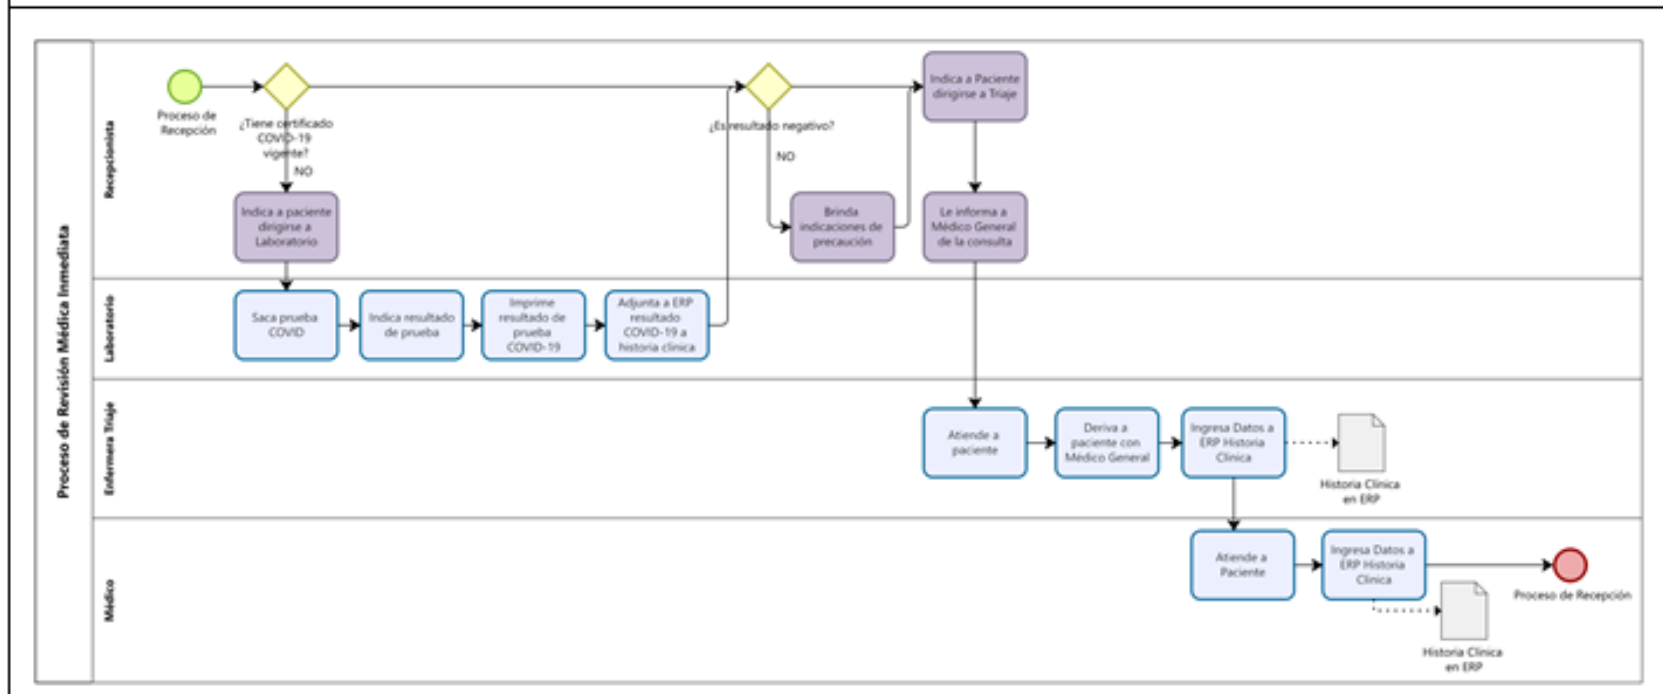 Proceso de Revisión Médica Inmediata
Recepcionista
Proceso de
Recepción
¿Tiene certificado
COVID-19
vigente?
NO
Indica a paciente
dirigirse a
Laboratorio
¿Es resultado negativo?
NO
Brinda
indicaciones de
precaución
Indica a Paciente
dirigirse a Triaje
Le informa a
Médico General
de la consulta
Laboratorio
Saca prueba
COVID
Indica resultado
de prueba
Imprime
resultado de
prueba
COVID-19
Adjunta a ERP
resultado
COVID-19 a
historia clínica
Enfermera Triaje
Atiende a
paciente
Deriva a
paciente con
Médico General
Ingresa Datos a
ERP Historia
Clínica
Historia Clínica
en ERP
Médico
Atiende a
Paciente
Ingresa Datos a
ERP Historia
Clínica
Historia Clínica
en ERP
Proceso de Recepción